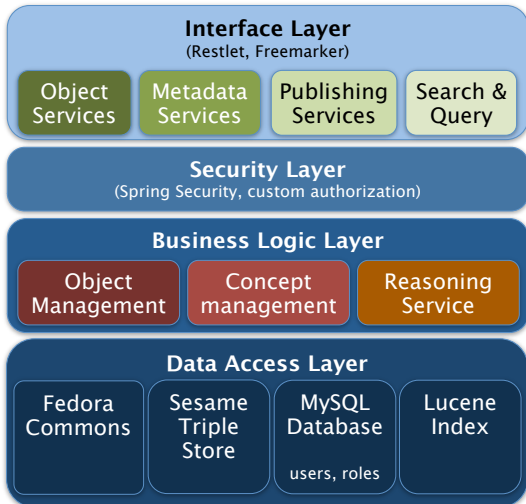 Interface Layer
(Restlet, Freemarker)
Object
Services
Metadata
Services
Publishing
Services
Search &
Query
Security Layer
(Spring Security, custom authorization)
Business Logic Layer
Object
Management
Concept
management
Reasoning
Service
Data Access Layer
Fedora
Commons
Sesame
Triple
Store
MySQL
Database
users, roles
Lucene
Index